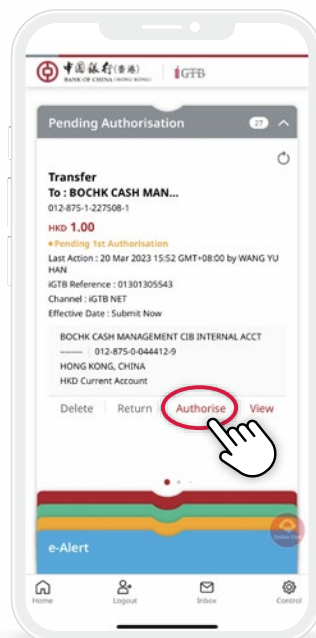 中國銀行(香港)
BANK OF CHINA (HONG KONG)
iGTB
Pending Authorisation 27
Transfer
To : BOCHK CASH MAN...
012-875-1-227508-1
HKD 1.00
Pending 1st Authorisation
Last Action : 20 Mar 2023 15:52 GMT+08:00 by WANG YU
HAN
iGTB Reference : 01301305543
Channel : iGTB NET
Effective Date : Submit Now
BOCHK CASH MANAGEMENT CIB INTERNAL ACCT
-------- | 012-875-0-044412-9
HONG KONG, CHINA
HKD Current Account
Delete Return Authorise View
e-Alert
Home Logout Inbox Control